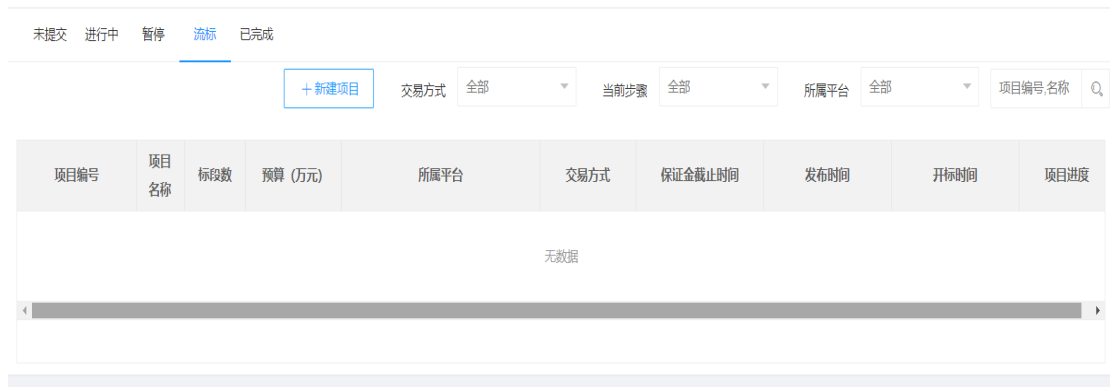 未提交 进行中 暂停 流标 已完成
+ 新建项目 交易方式 全部 当前步骤 全部 所属平台 全部 项目编号,名称
项目编号 项目名称 标段数 预算 (万元) 所属平台 交易方式 保证金截止时间 发布时间 开标时间 项目进度
无数据